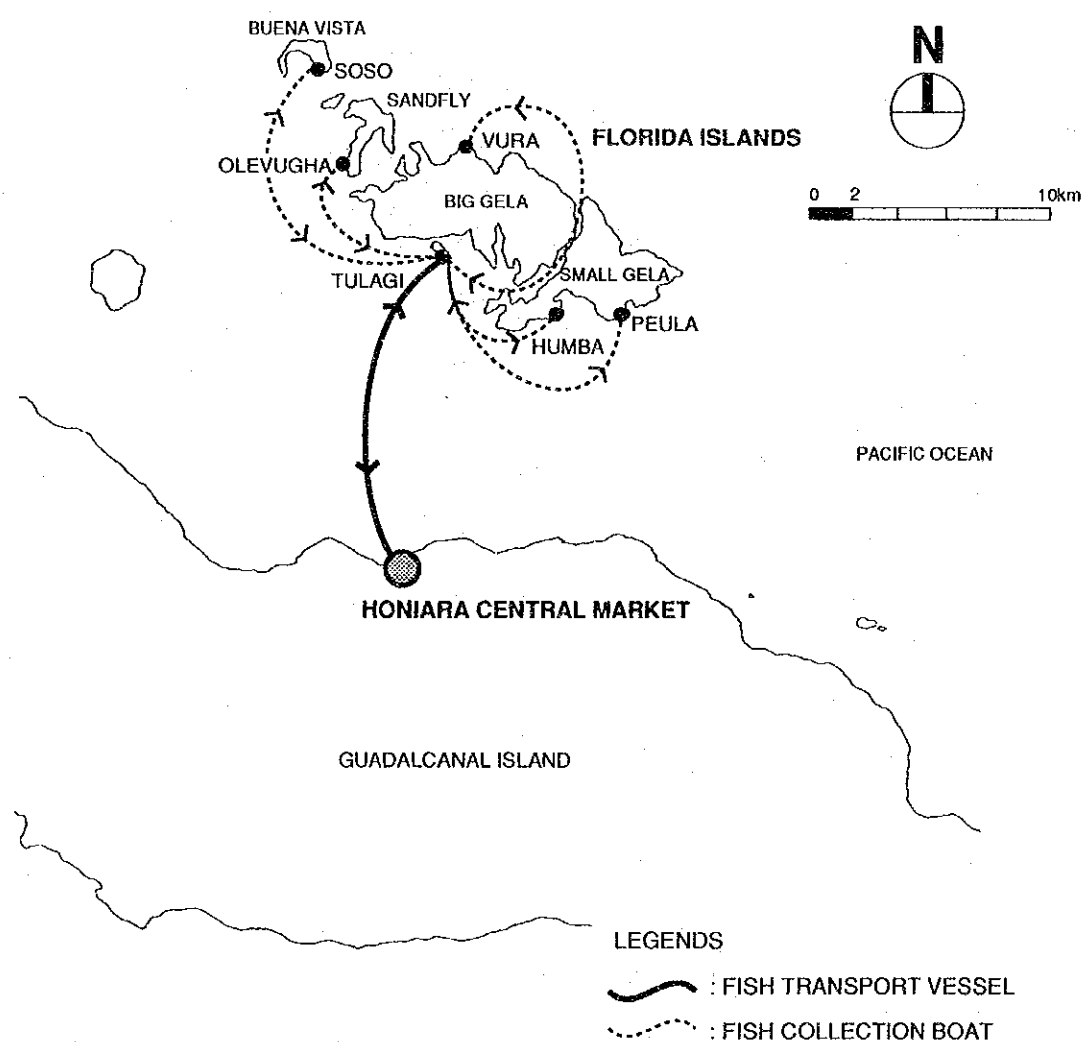 BUENA VISTA
SOSO
N
SANDFLY
VURA
FLORIDA ISLANDS
OLEVUGHA
0 2 10km
BIG GELA
TULAGI
SMALL GELA
PEULA
HUMBA
PACIFIC OCEAN
HONIARA CENTRAL MARKET
GUADALCANAL ISLAND
LEGENDS
: FISH TRANSPORT VESSEL
: FISH COLLECTION BOAT